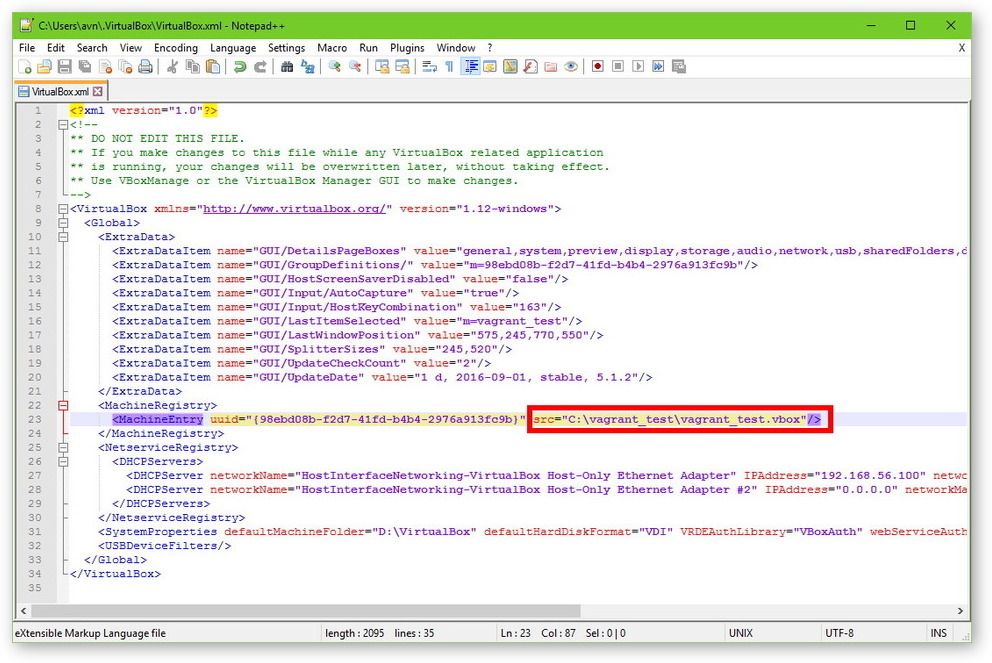 C:\Users\avn\.VirtualBox\VirtualBox.xml - Notepad++
File Edit Search View Encoding Language Settings Macro Run Plugins Window ? X
VirtualBox.xml
1 <?xml version="1.0"?>
2 <!--
3 ** DO NOT EDIT THIS FILE.
4 ** If you make changes to this file while any VirtualBox related application
5 ** is running, your changes will be overwritten later, without taking effect.
6 ** Use VBoxManage or the VirtualBox Manager GUI to make changes.
7 -->
8 <VirtualBox xmlns="http://www.virtualbox.org/" version="1.12-windows">
9 <Global>
10 <ExtraData>
11 <ExtraDataItem name="GUI/DetailsPageBoxes" value="general,system,preview,display,storage,audio,network,usb,sharedFolders,d
12 <ExtraDataItem name="GUI/GroupDefinitions/" value="m=98ebd08b-f2d7-41fd-b4b4-2976a913fc9b"/>
13 <ExtraDataItem name="GUI/HostScreenSaverDisabled" value="false"/>
14 <ExtraDataItem name="GUI/Input/AutoCapture" value="true"/>
15 <ExtraDataItem name="GUI/Input/HostKeyCombination" value="163"/>
16 <ExtraDataItem name="GUI/LastItemSelected" value="m=vagrant_test"/>
17 <ExtraDataItem name="GUI/LastWindowPosition" value="575,245,770,550"/>
18 <ExtraDataItem name="GUI/SplitterSizes" value="245,520"/>
19 <ExtraDataItem name="GUI/UpdateCheckCount" value="2"/>
20 <ExtraDataItem name="GUI/UpdateDate" value="1 d, 2016-09-01, stable, 5.1.2"/>
21 </ExtraData>
22 <MachineRegistry>
23 <MachineEntry uuid="{98ebd08b-f2d7-41fd-b4b4-2976a913fc9b}" src="C:\vagrant_test\vagrant_test.vbox"/>
24 </MachineRegistry>
25 <NetserviceRegistry>
26 <DHCPServers>
27 <DHCPServer networkName="HostInterfaceNetworking-VirtualBox Host-Only Ethernet Adapter" IPAddress="192.168.56.100" netwo
28 <DHCPServer networkName="HostInterfaceNetworking-VirtualBox Host-Only Ethernet Adapter #2" IPAddress="0.0.0.0" networkMa
29 </DHCPServers>
30 </NetserviceRegistry>
31 <SystemProperties defaultMachineFolder="D:\VirtualBox" defaultHardDiskFormat="VDI" VRDEAuthLibrary="VBoxAuth" webServiceAuth
32 <USBDeviceFilters/>
33 </Global>
34 </VirtualBox>
35
eXtensible Markup Language file length : 2095 lines : 35 Ln : 23 Col : 87 Sel : 0 | 0 UNIX UTF-8 INS